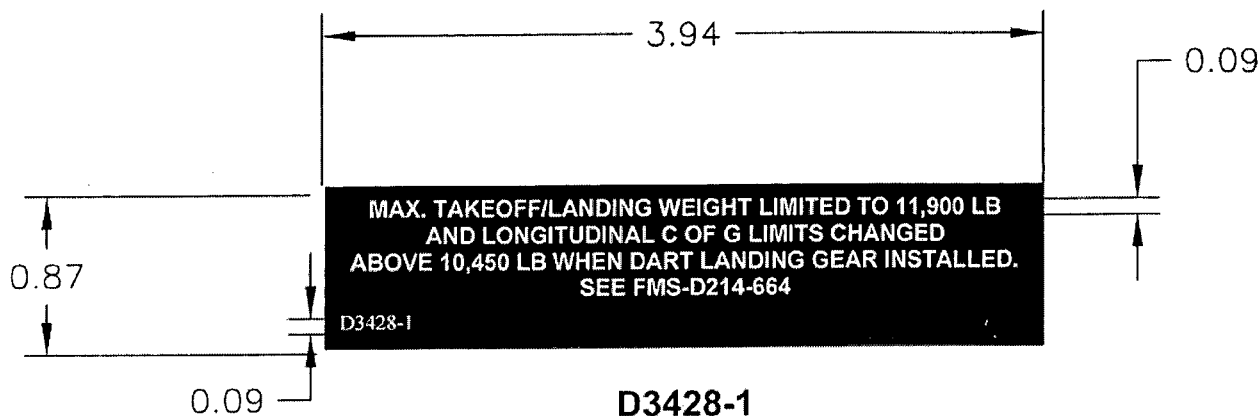 3.94
0.09
MAX. TAKEOFF/LANDING WEIGHT LIMITED TO 11,900 LB
AND LONGITUDINAL C OF G LIMITS CHANGED
ABOVE 10,450 LB WHEN DART LANDING GEAR INSTALLED.
SEE FMS-D214-664
0.87
D3428-1
0.09
D3428-1